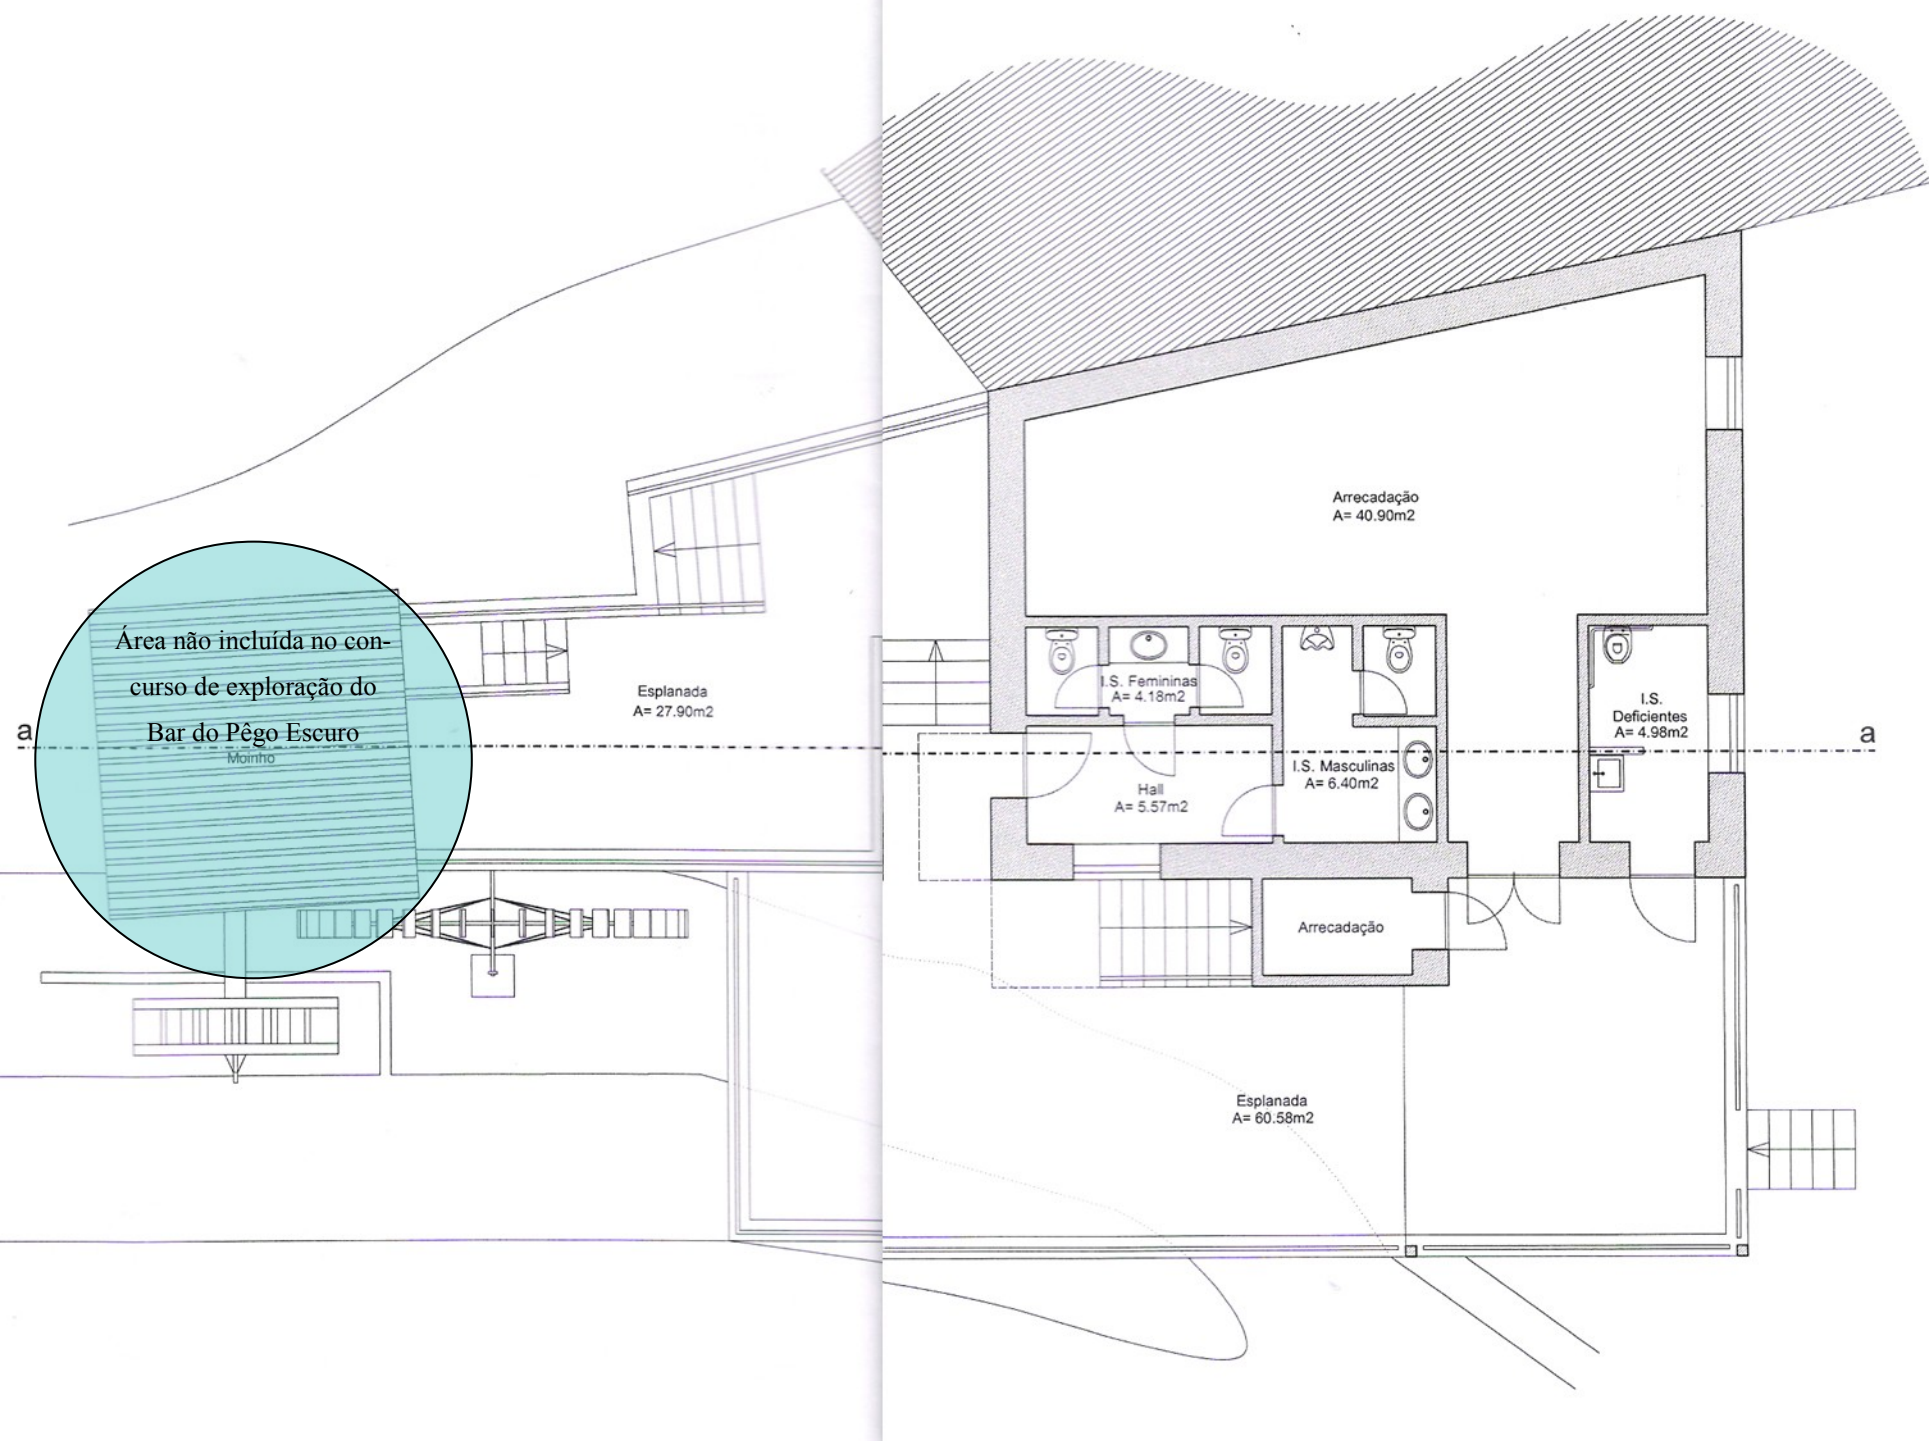 Arrecadação
A= 40.90m2
Área não incluída no con-
curso de exploração do
Bar do Pêgo Escuro
Moinho
a
Esplanada
A= 27.90m2
I.S. Femininas
A= 4.18m2
I.S.
Deficientes
A= 4.98m2
a
I.S. Masculinas
A= 6.40m2
Hall
A= 5.57m2
Arrecadação
Esplanada
A= 60.58m2